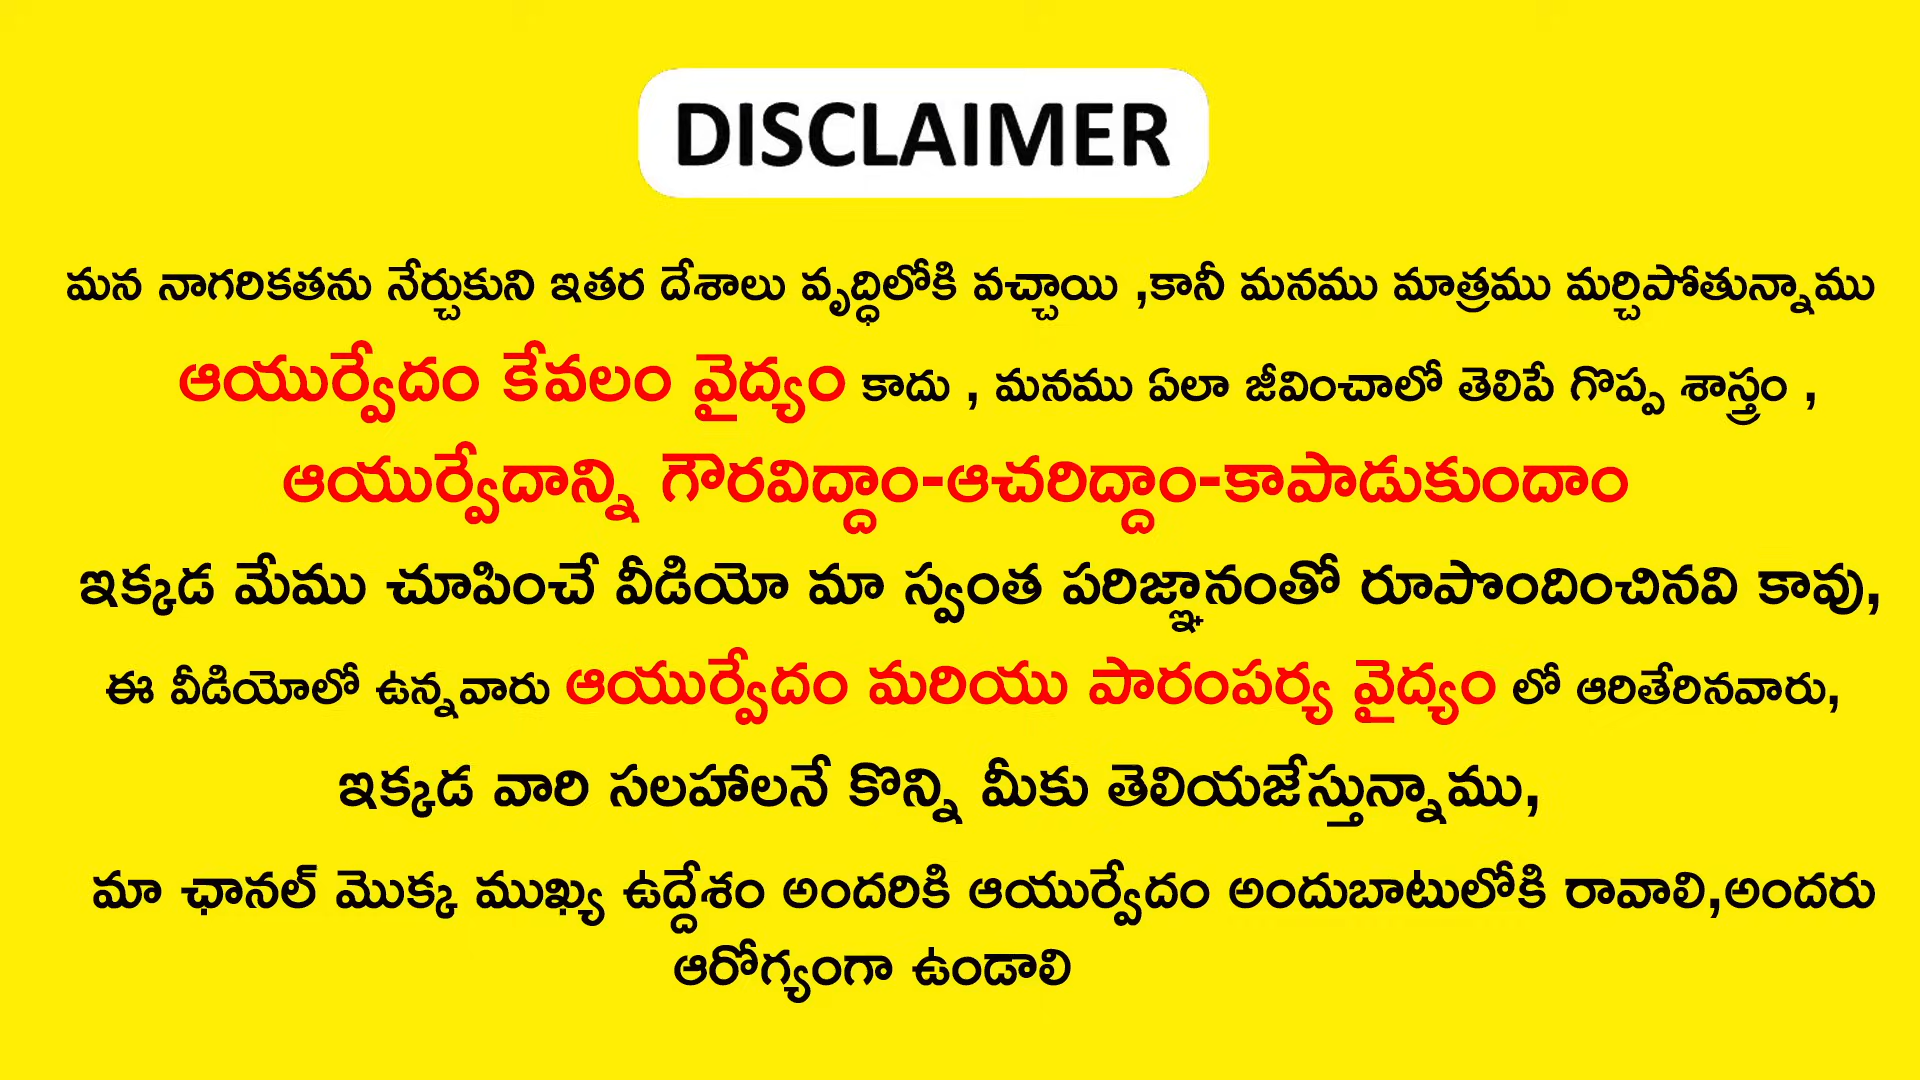 DISCLAIMER
మన నాగరికతను నేర్చుకుని ఇతర దేశాలు వృద్ధిలోకి వచ్చాయి ,కానీ మనము మాత్రము మర్చిపోతున్నాము
ఆయుర్వేదం కేవలం వైద్యం కాదు , మనము ఏలా జీవించాలో తెలిపే గొప్ప శాస్త్రం ,
ఆయుర్వేదాన్ని గౌరవిద్దాం-ఆచరిద్దాం-కాపాడుకుందాం
ఇక్కడ మేము చూపించే వీడియో మా స్వంత పరిజ్ఞానంతో రూపొందించినవి కావు,
ఈ వీడియోలో ఉన్నవారు ఆయుర్వేదం మరియు పారంపర్య వైద్యం లో ఆరితేరినవారు,
ఇక్కడ వారి సలహాలనే కొన్ని మీకు తెలియజేస్తున్నాము,
మా ఛానల్ మొక్క ముఖ్య ఉద్దేశం అందరికి ఆయుర్వేదం అందుబాటులోకి రావాలి,అందరు
ఆరోగ్యంగా ఉండాలి